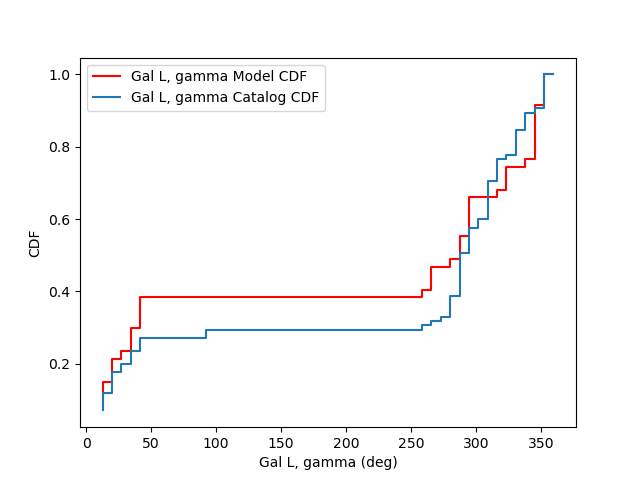 Gal L, gamma Model CDF
Gal L, gamma Catalog CDF
1.0
0.8
0.6
0.4
0.2
CDF
0 50 100 150 200 250 300 350
Gal L, gamma (deg)